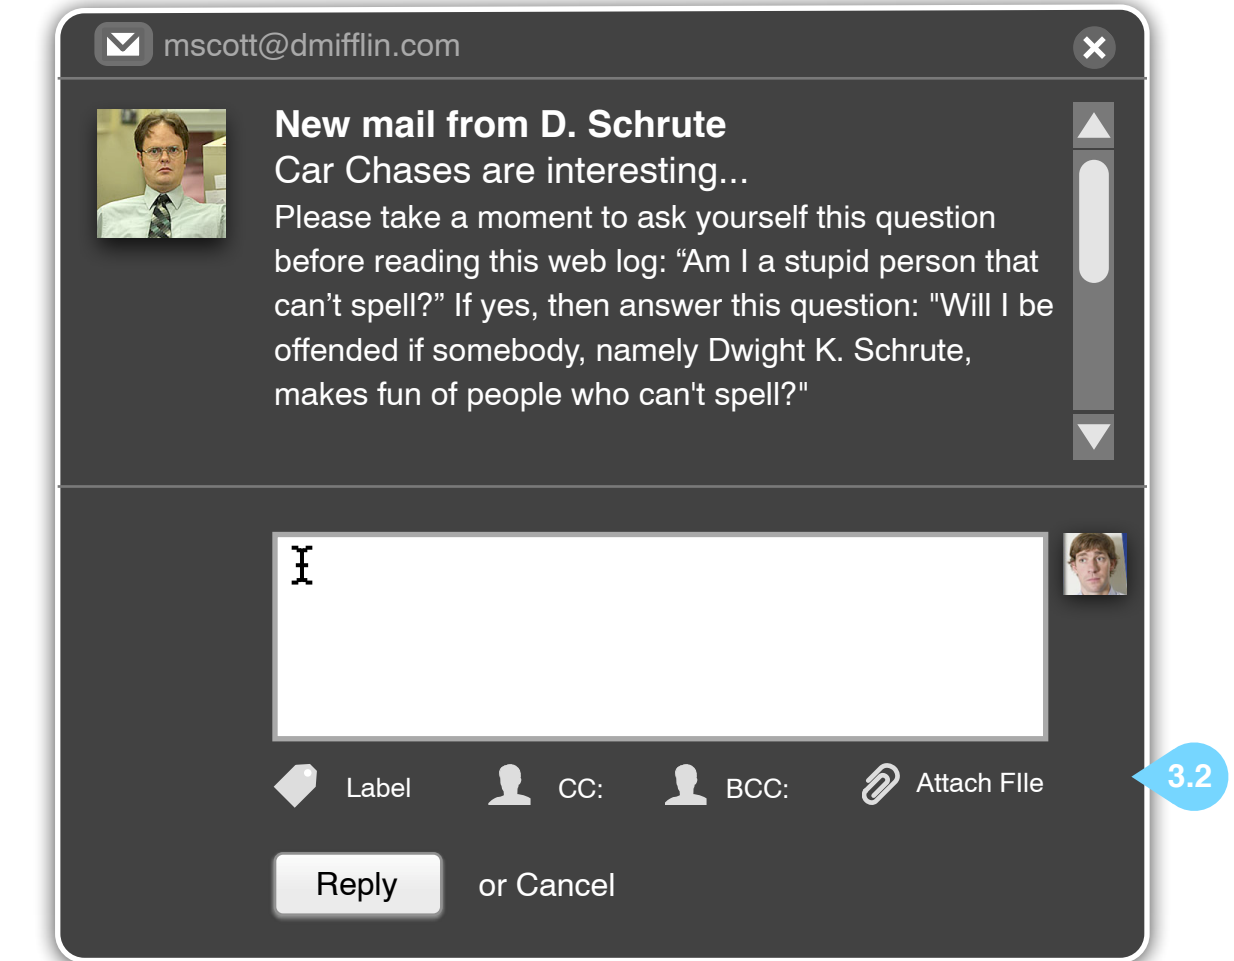 mscott@dmifflin.com
New mail from D. Schrute
Car Chases are interesting...
Please take a moment to ask yourself this question
before reading this web log: “Am I a stupid person that
can’t spell?” If yes, then answer this question: "Will I be
offended if somebody, namely Dwight K. Schrute,
makes fun of people who can't spell?"
Label CC: BCC: Attach FIle
3.2
Reply or Cancel